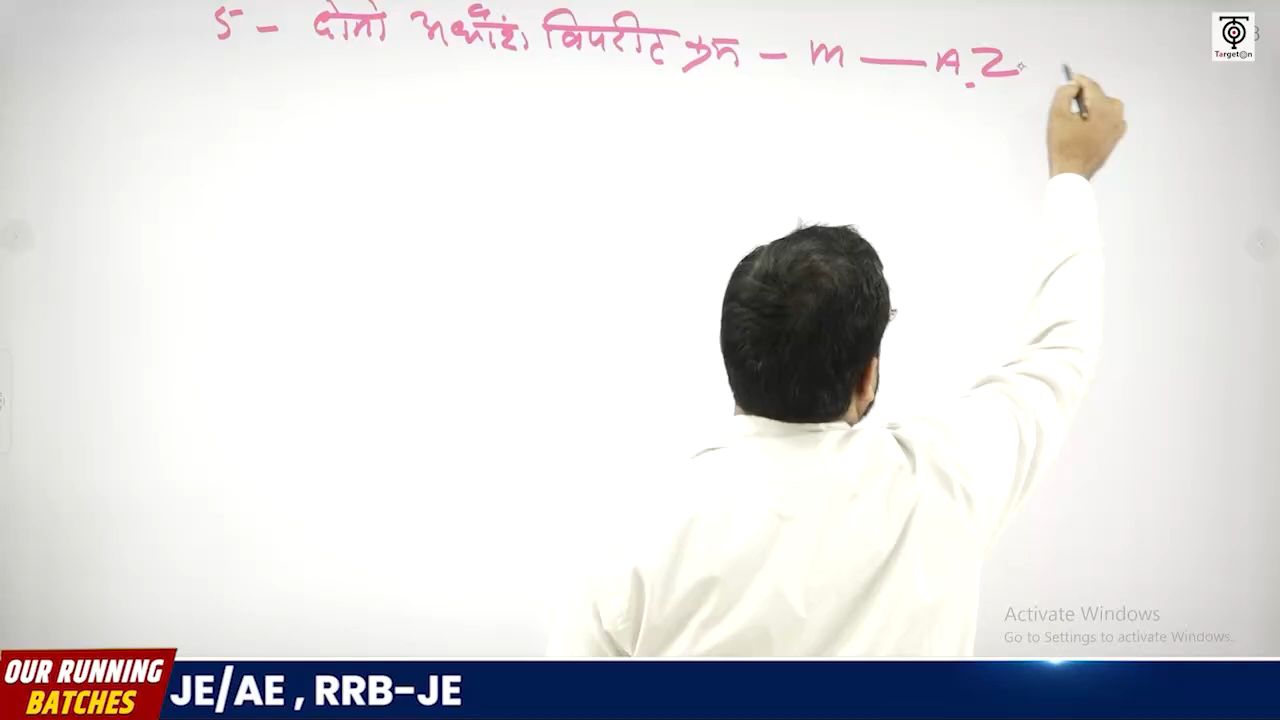 5 - दोनो अर्धांश विपरीत क्रम - M — A Z
TargetOn
Activate Windows
Go to Settings to activate Windows.
OUR RUNNING
BATCHES
JE/AE , RRB-JE